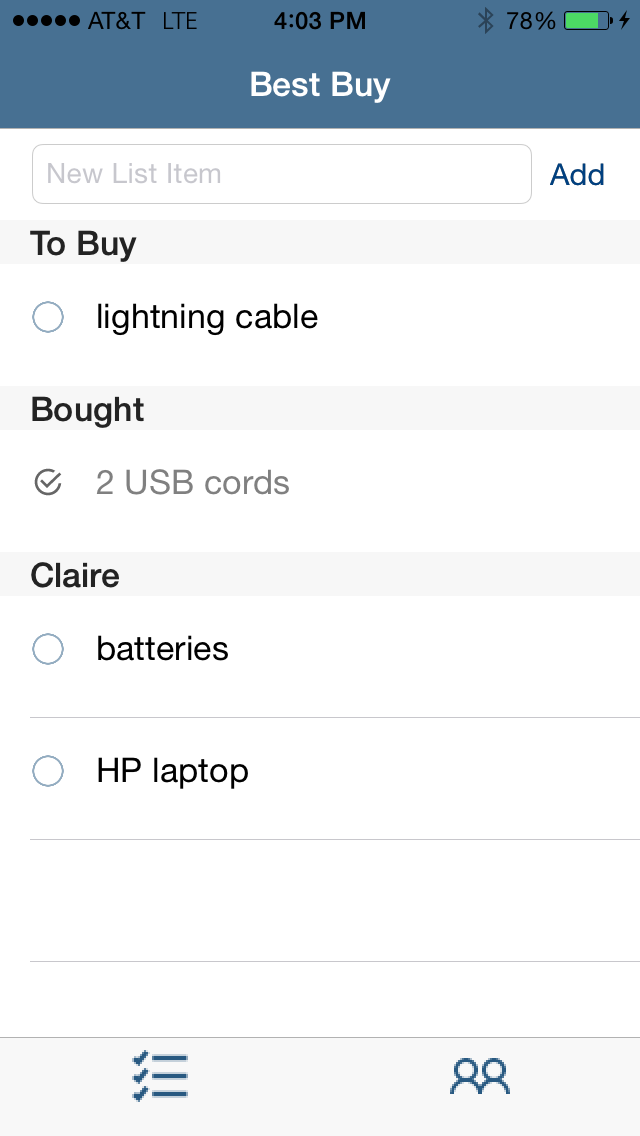 AT&T LTE 4:03 PM 78%
Best Buy
New List Item Add
To Buy
lightning cable
Bought
2 USB cords
Claire
batteries
HP laptop